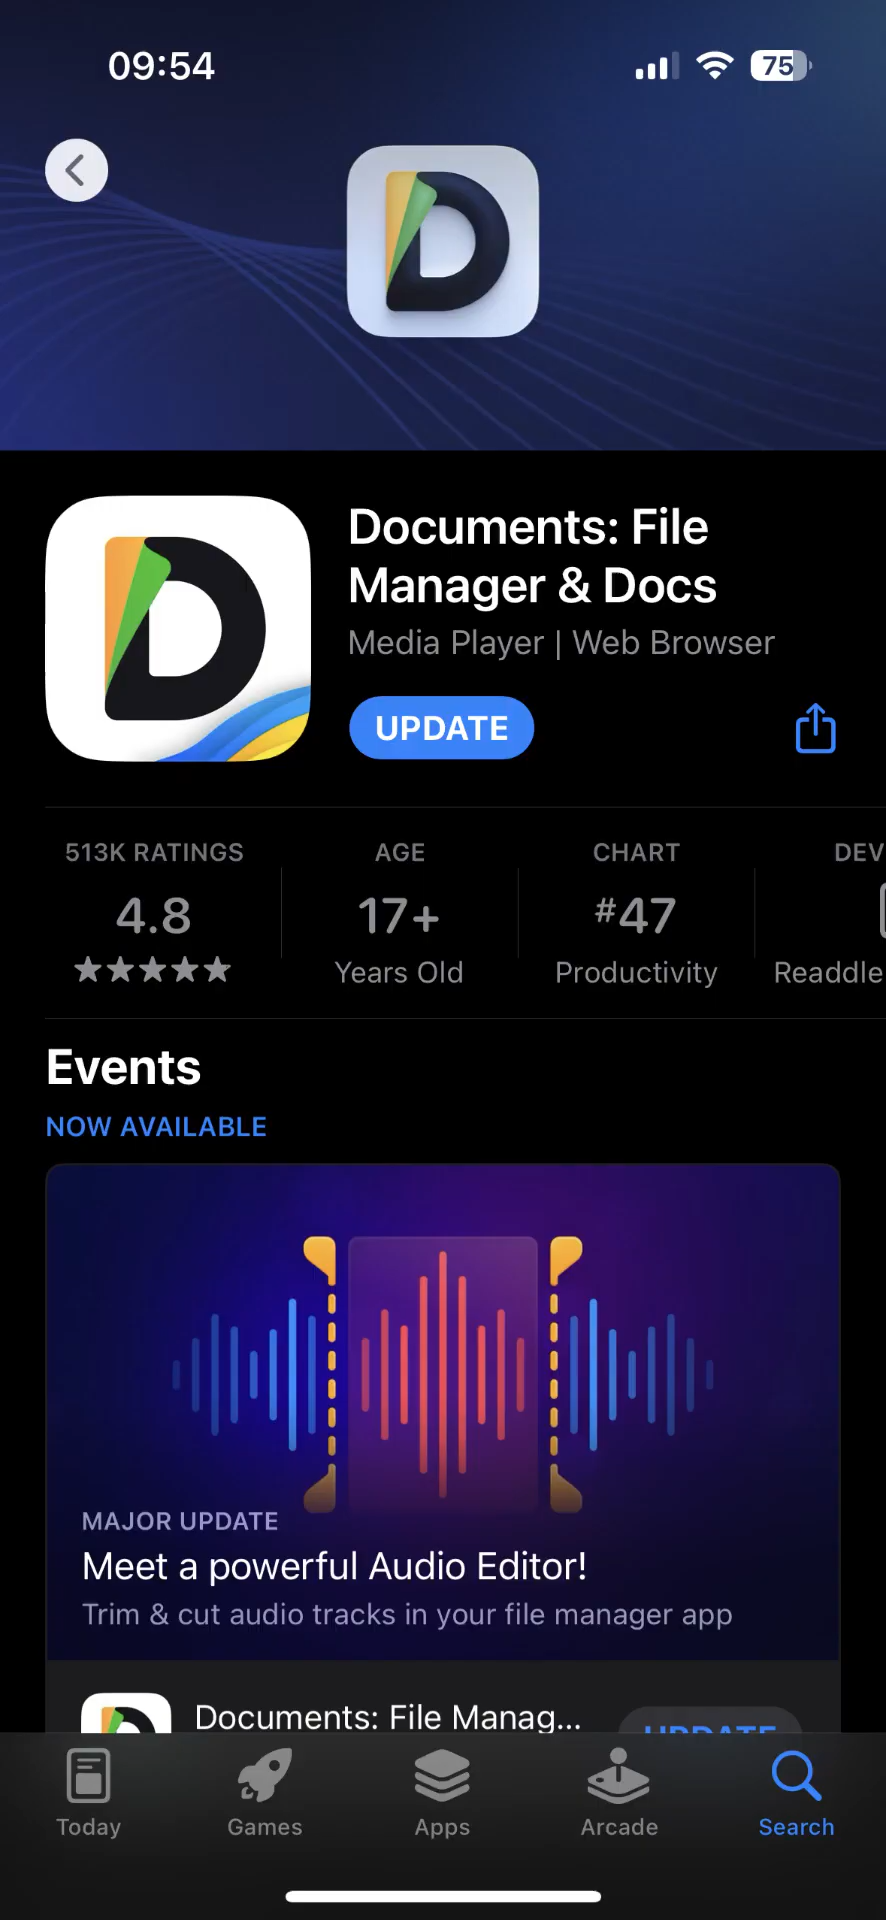 09:54
75
Documents: File
Manager & Docs
Media Player | Web Browser
UPDATE
513K RATINGS
4.8
AGE
17+
Years Old
CHART
#47
Productivity
DEV
Readdle
Events
NOW AVAILABLE
MAJOR UPDATE
Meet a powerful Audio Editor!
Trim & cut audio tracks in your file manager app
Documents: File Manag...
UPDATE
Today
Games
Apps
Arcade
Search